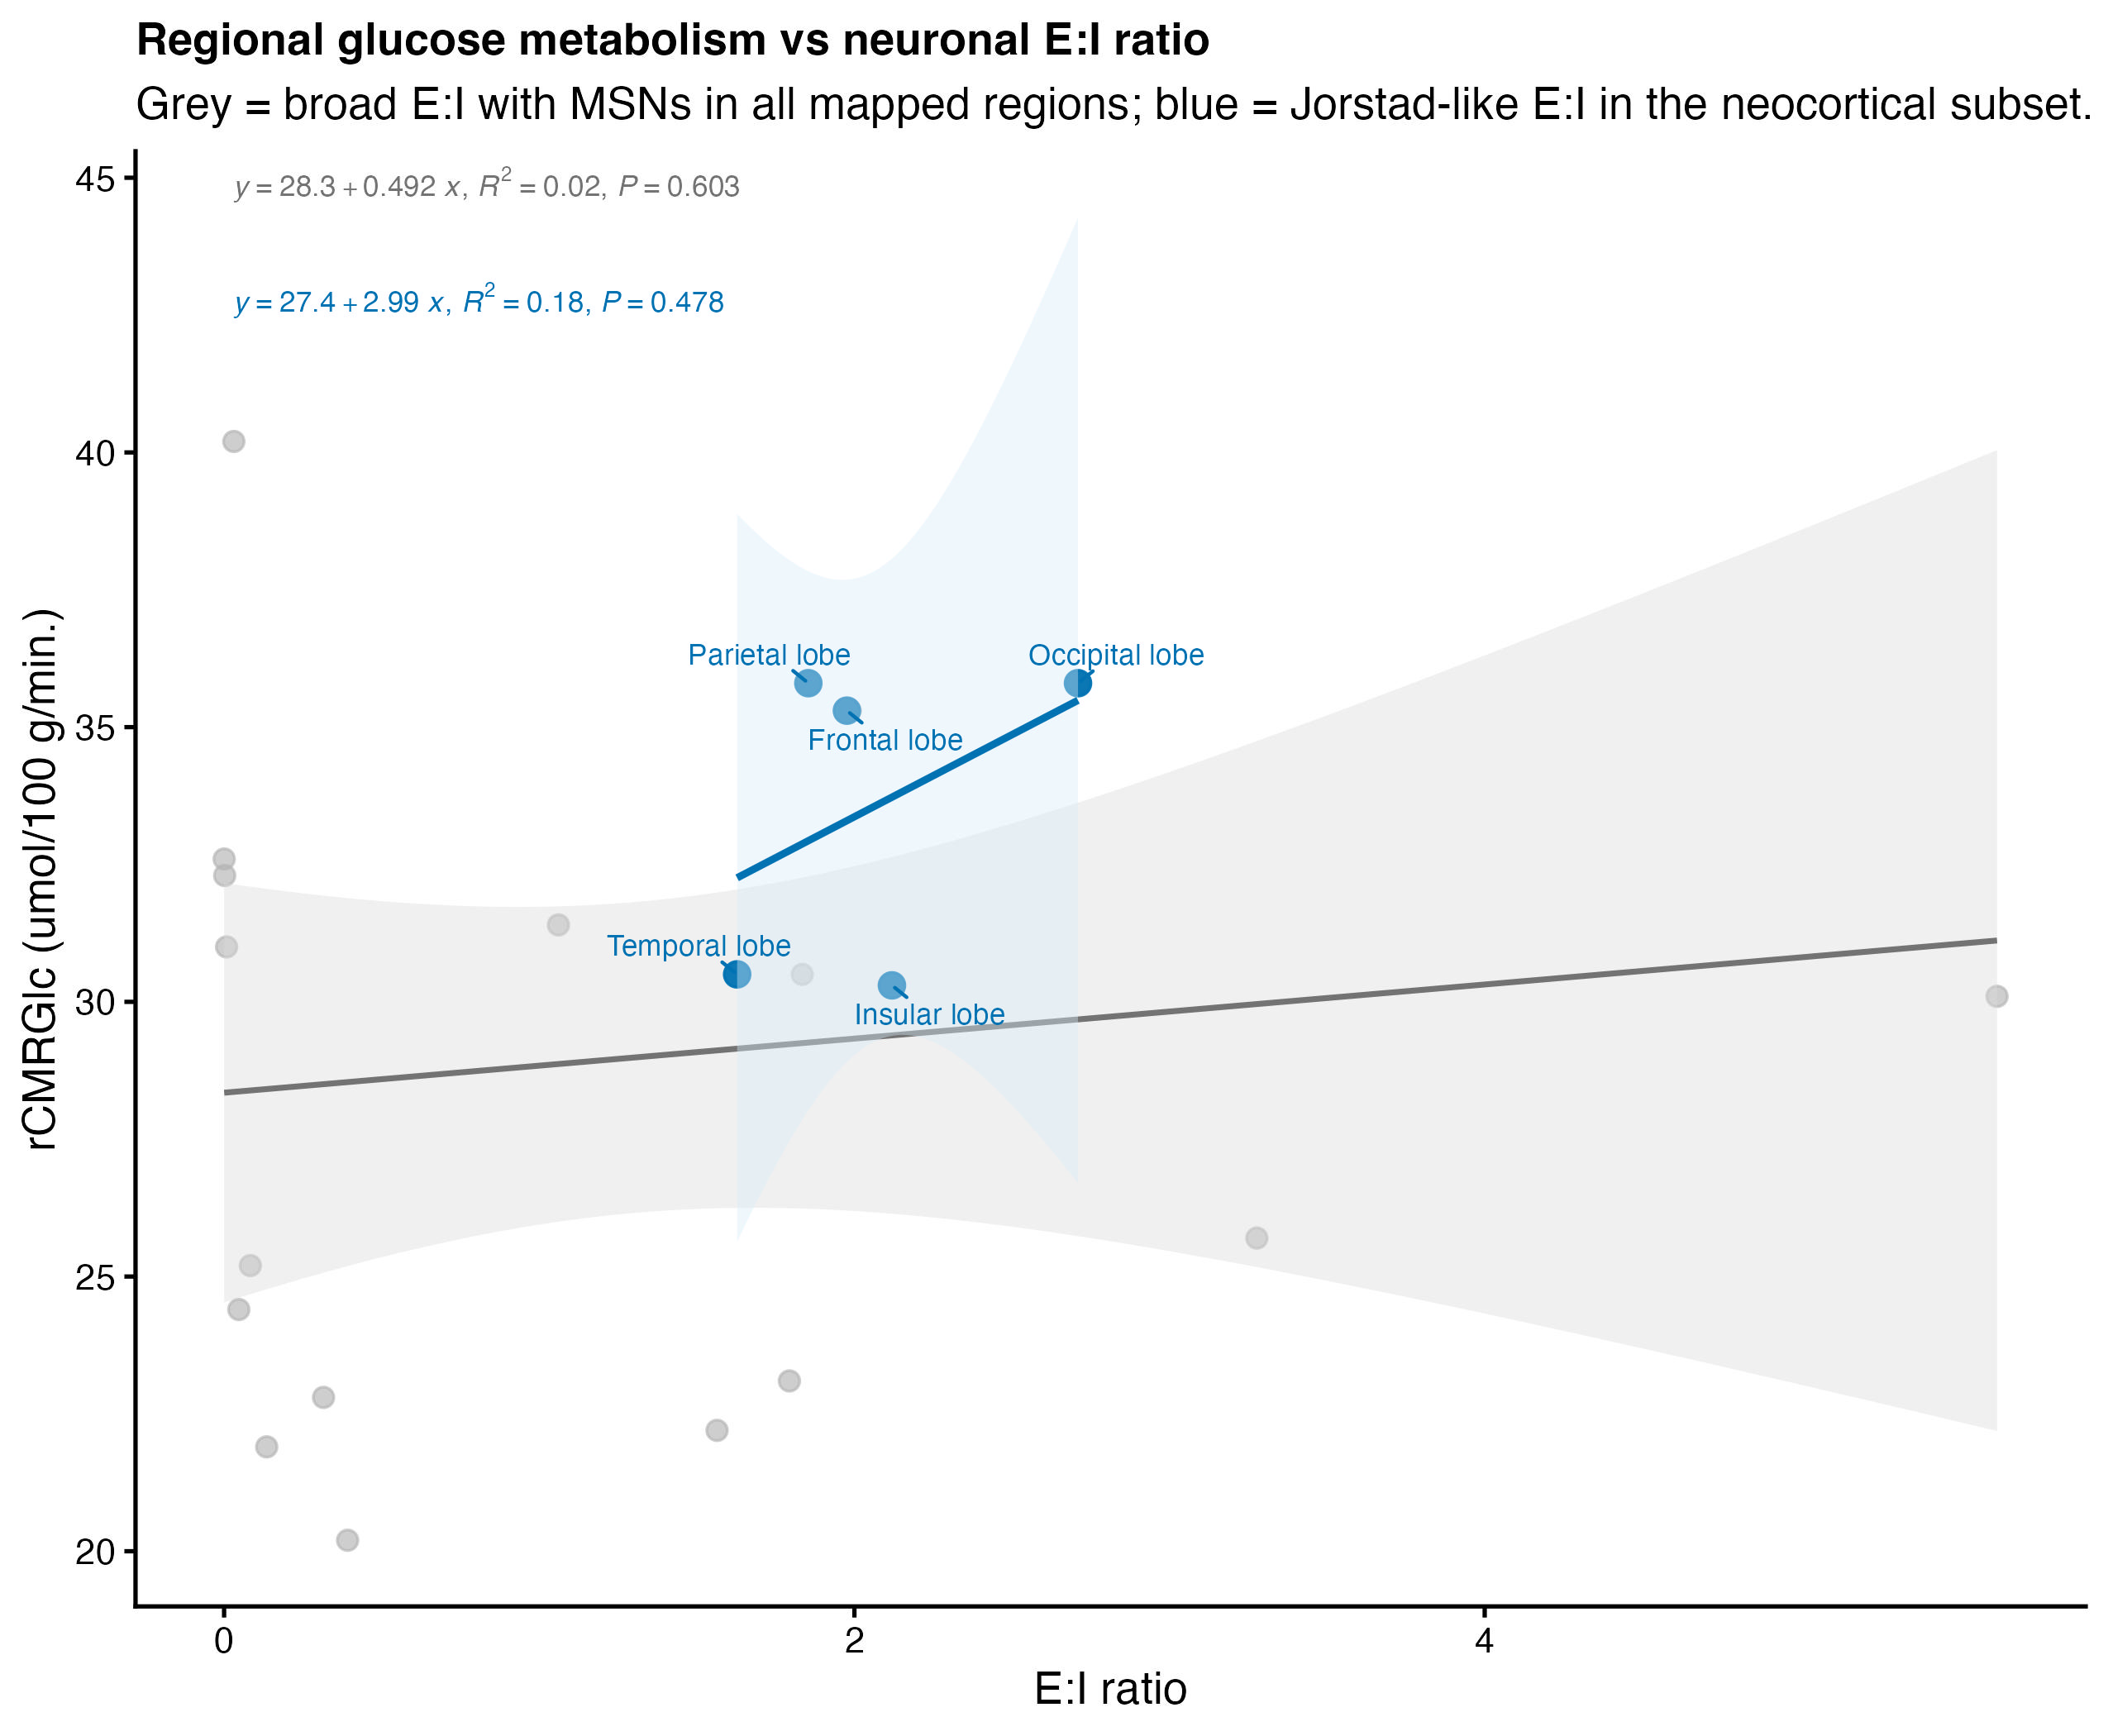 Regional glucose metabolism vs neuronal E:I ratio
Grey = broad E:I with MSNs in all mapped regions; blue = Jorstad-like E:I in the neocortical subset.
45
y = 28.3 + 0.492 x, R² = 0.02, P = 0.603
y = 27.4 + 2.99 x, R² = 0.18, P = 0.478
40
Parietal lobe
Occipital lobe
35
Frontal lobe
rCMRGlc (umol/100 g/min.)
Temporal lobe
30
Insular lobe
25
20
0
2
4
E:I ratio